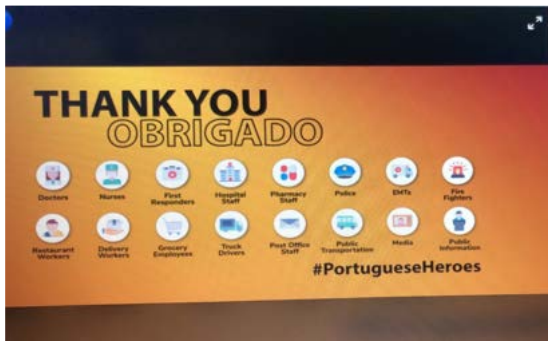 THANK YOU
OBRIGADO
Doctors
Nurses
First
Responders
Hospital
Staff
Pharmacy
Staff
Police
EMTs
Fire
Fighters
Restaurant
Workers
Delivery
Workers
Grocery
Employees
Truck
Drivers
Post Office
Staff
Public
Transportation
Media
Public
Information
#PortugueseHeroes